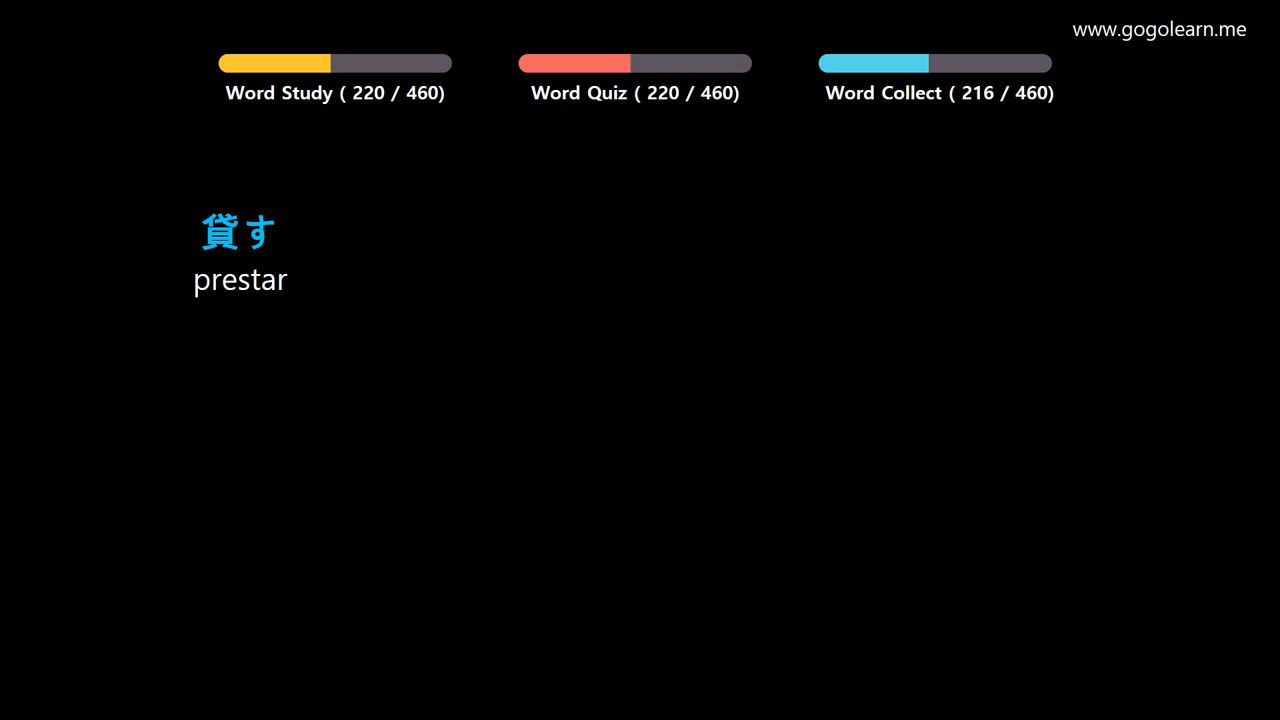 www.gogolearn.me
Word Study ( 220 / 460)
Word Quiz ( 220 / 460)
Word Collect ( 216 / 460)
貸す
prestar